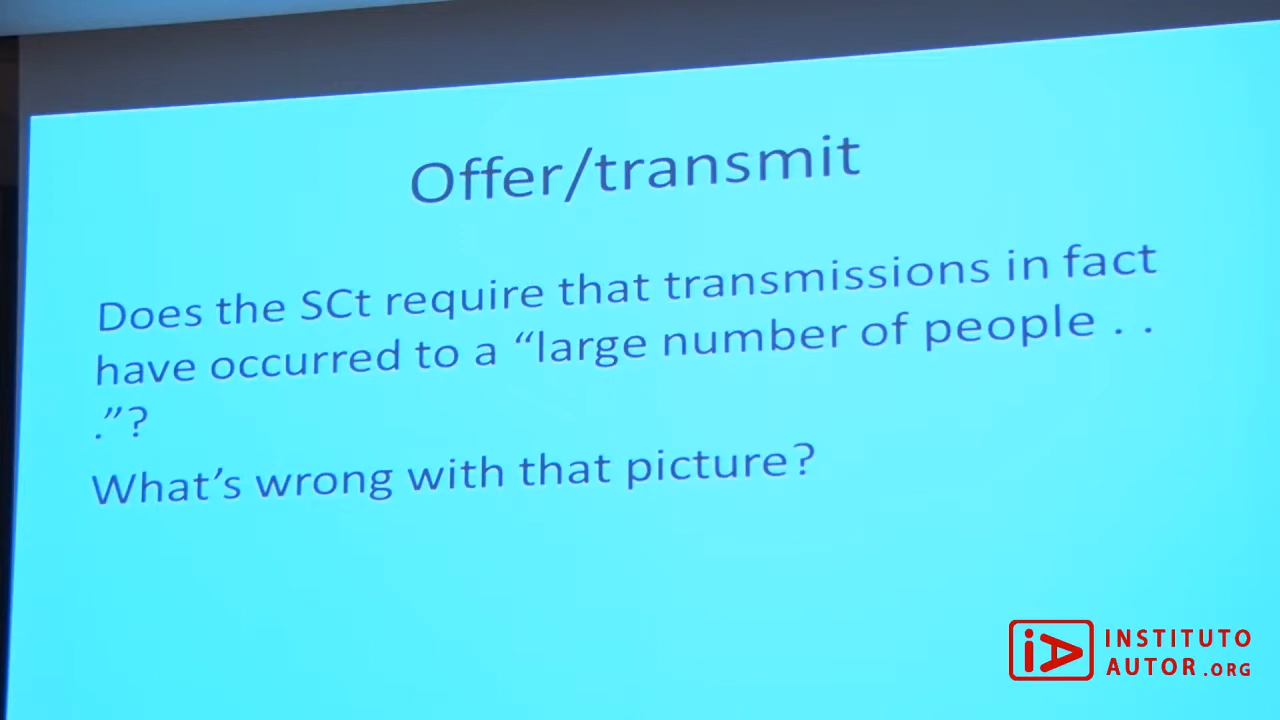 Offer/transmit
Does the SCt require that transmissions in fact
have occurred to a “large number of people . .
.”?
What’s wrong with that picture?
iA
INSTITUTO
AUTOR.ORG